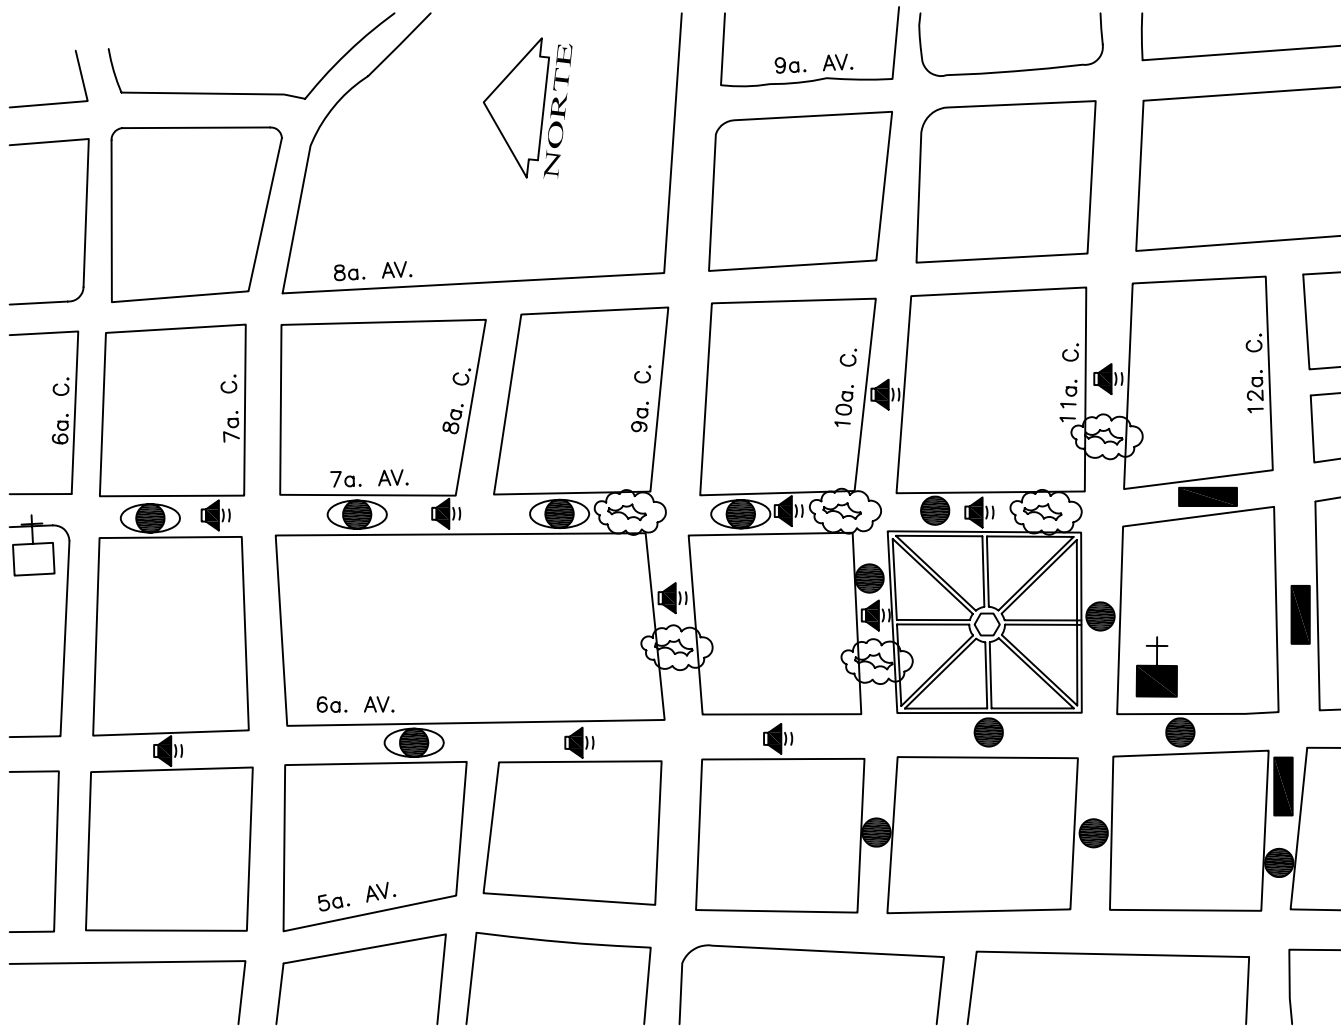 9a. AV.
NORTE
8a. AV.
6a. C.
7a. C.
8a. C.
9a. C.
10a. C.
11a. C.
12a. C.
7a. AV.
6a. AV.
5a. AV.